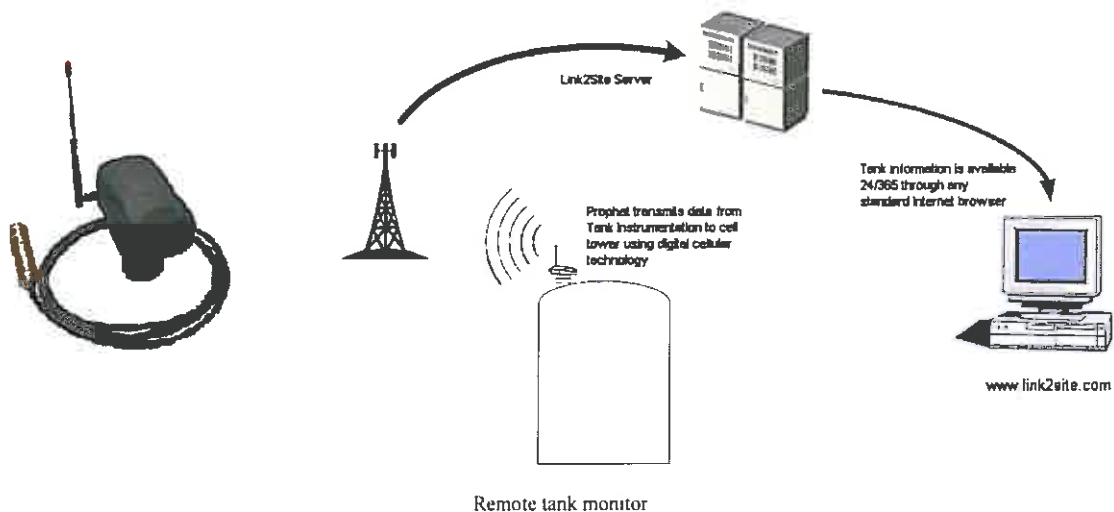 Link2Site Server
Tank information is available
24/365 through any
standard internet browser
Prophet transmits data from
Tank Instrumentation to cell
tower using digital cellular
technology
www link2site.com
Remote tank monitor